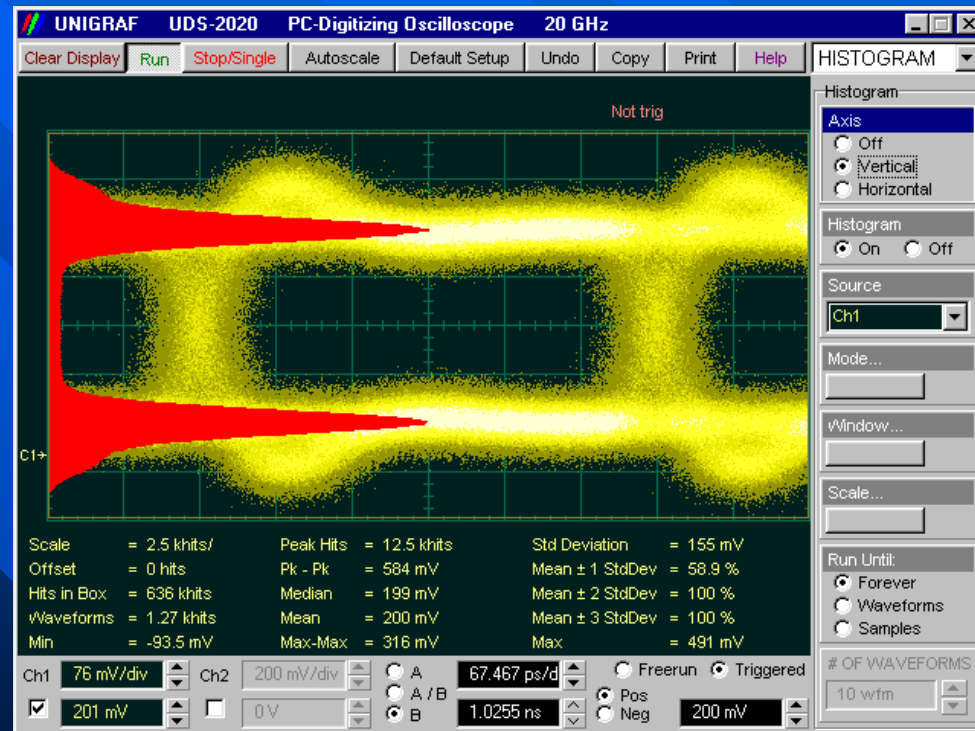 UNIGRAF UDS-2020 PC-Digitizing Oscilloscope 20 GHz
Clear Display Run Stop/Single Autoscale Default Setup Undo Copy Print Help HISTOGRAM
Histogram
Not trig
Axis
Off
Vertical
Horizontal
Histogram
On Off
Source
Ch1
Mode...
Window...
C1
Scale...
Scale = 2.5 khits/ Peak Hits = 12.5 khits Std Deviation = 155 mV
Offset = 0 hits Pk - Pk = 584 mV Mean ± 1 StdDev = 58.9 %
Hits in Box = 636 khits Median = 199 mV Mean ± 2 StdDev = 100 %
Waveforms = 1.27 khits Mean = 200 mV Mean ± 3 StdDev = 100 %
Min = -93.5 mV Max-Max = 316 mV Max = 491 mV
Run Until:
Forever
Waveforms
Samples
# OF WAVEFORMS
10 wfm
Ch1 76 mV/div Ch2 200 mV/div A 67.467 ps/d Freerun Triggered
A / B Pos
201 mV 0 V B 1.0255 ns Neg 200 mV